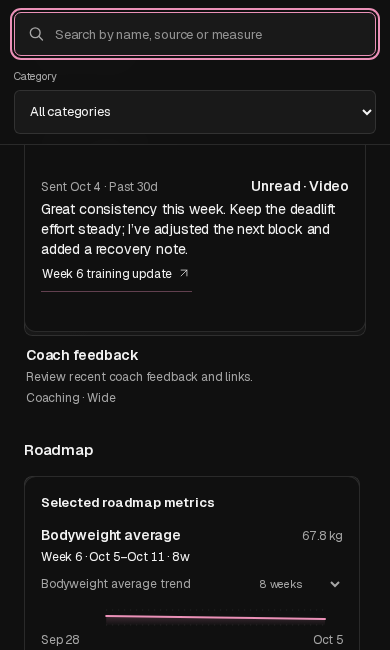 Search by name, source or measure
Category
All categories
Sent Oct 4 · Past 30d
Unread · Video
Great consistency this week. Keep the deadlift
effort steady; I've adjusted the next block and
added a recovery note.
Week 6 training update ↗
Coach feedback
Review recent coach feedback and links.
Coaching · Wide
Roadmap
Selected roadmap metrics
Bodyweight average
67.8 kg
Week 6 · Oct 5–Oct 11 · 8w
Bodyweight average trend
8 weeks
Sep 28
Oct 5